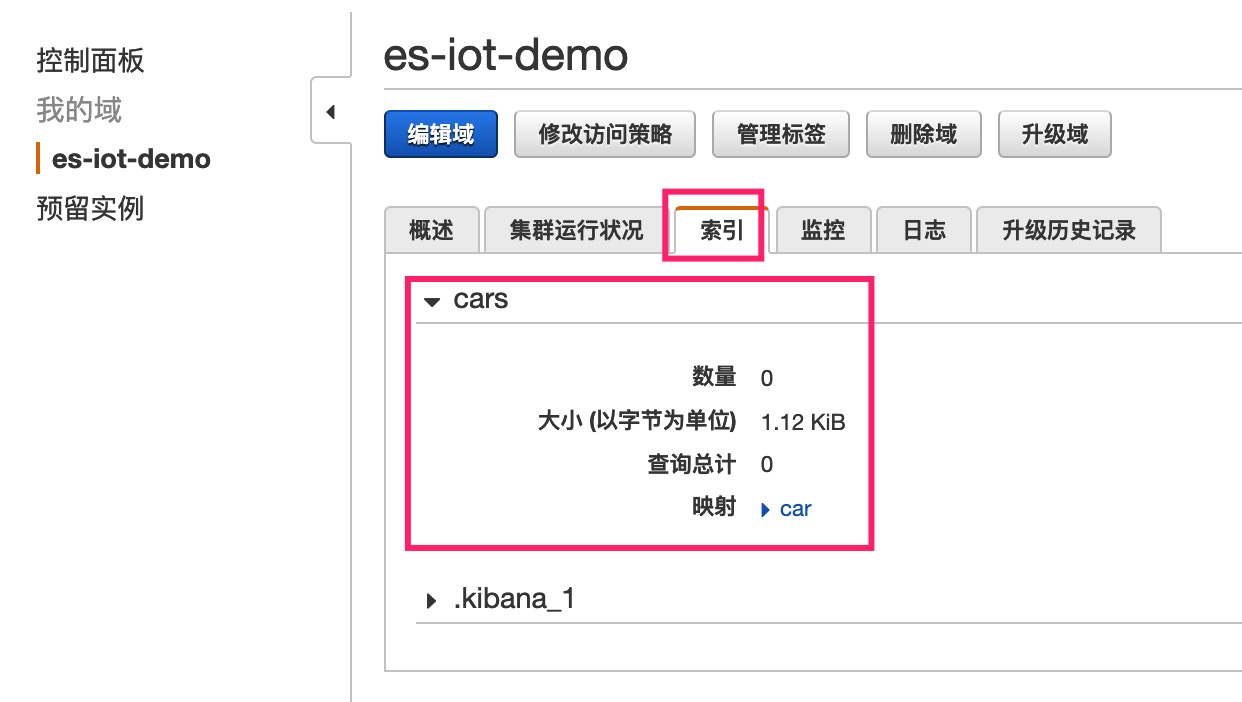 控制面板
我的域
es-iot-demo
预留实例
es-iot-demo
编辑域 修改访问策略 管理标签 删除域 升级域
概述 集群运行状况 索引 监控 日志 升级历史记录
cars
数量 0
大小 (以字节为单位) 1.12 KiB
查询总计 0
映射 car
.kibana_1